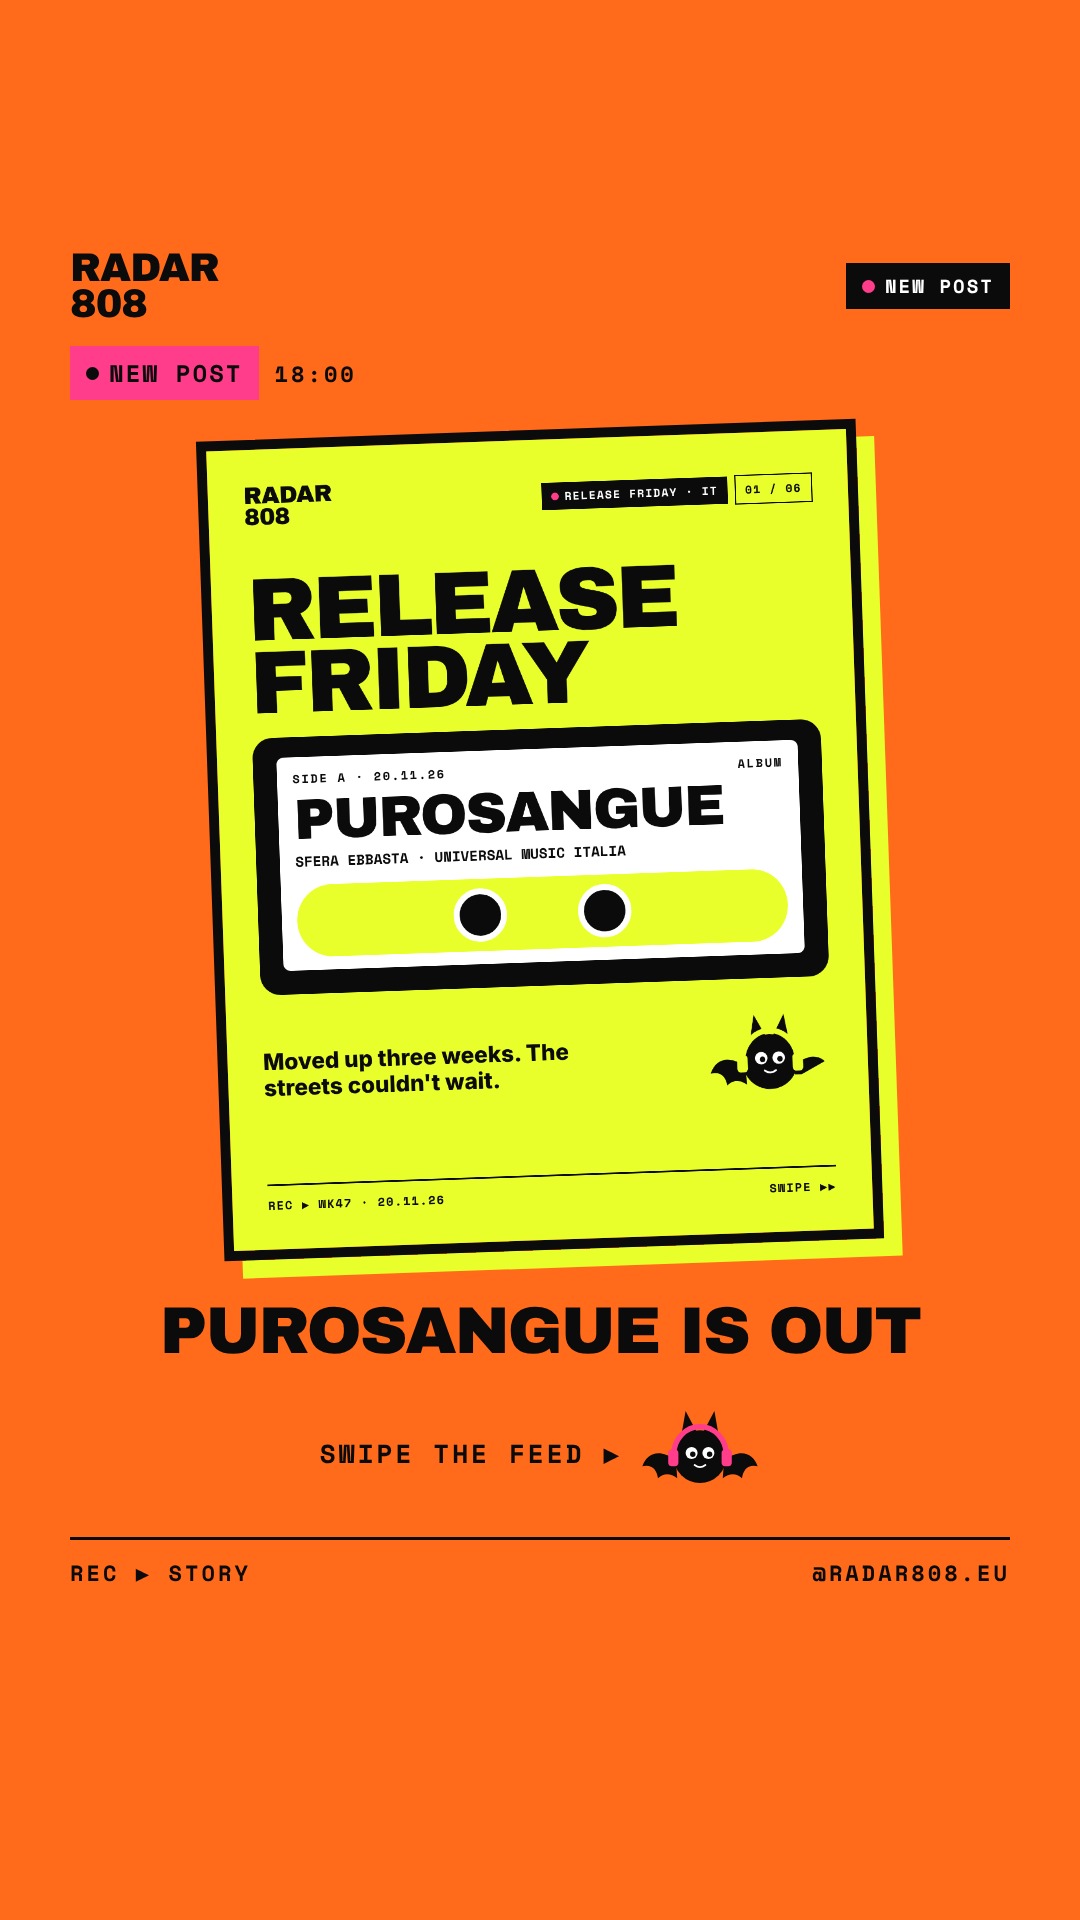 RADAR
808
NEW POST
NEW POST 18:00
RADAR
808
RELEASE FRIDAY · IT
01 / 06
RELEASE
FRIDAY
SIDE A · 20.11.26
ALBUM
PUROSANGUE
SFERA EBBASTA · UNIVERSAL MUSIC ITALIA
Moved up three weeks. The
streets couldn't wait.
REC ▶ WK47 · 20.11.26
SWIPE ▶▶
PUROSANGUE IS OUT
SWIPE THE FEED ▶
REC ▶ STORY
@RADAR808.EU